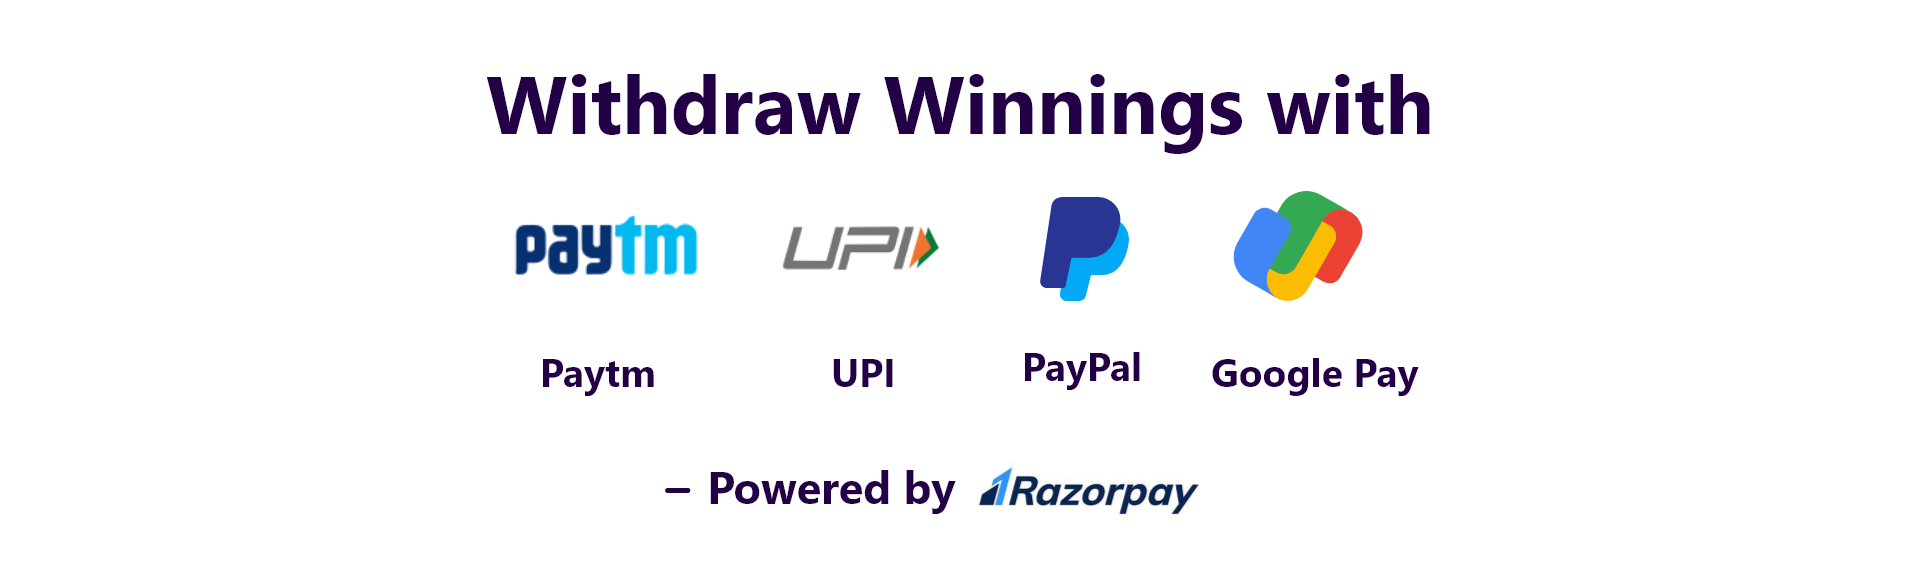 Withdraw Winnings with
paytm UPI
Paytm UPI PayPal Google Pay
– Powered by Razorpay